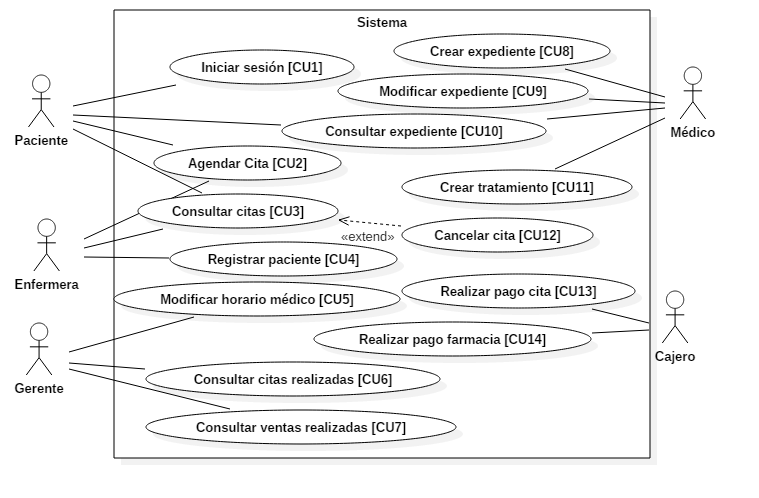 Sistema
Crear expediente [CU8]
Iniciar sesión [CU1]
Modificar expediente [CU9]
Consultar expediente [CU10]
Paciente
Médico
Agendar Cita [CU2]
Crear tratamiento [CU11]
Consultar citas [CU3]
«extend»
Cancelar cita [CU12]
Registrar paciente [CU4]
Enfermera
Modificar horario médico [CU5]
Realizar pago cita [CU13]
Realizar pago farmacia [CU14]
Cajero
Gerente
Consultar citas realizadas [CU6]
Consultar ventas realizadas [CU7]